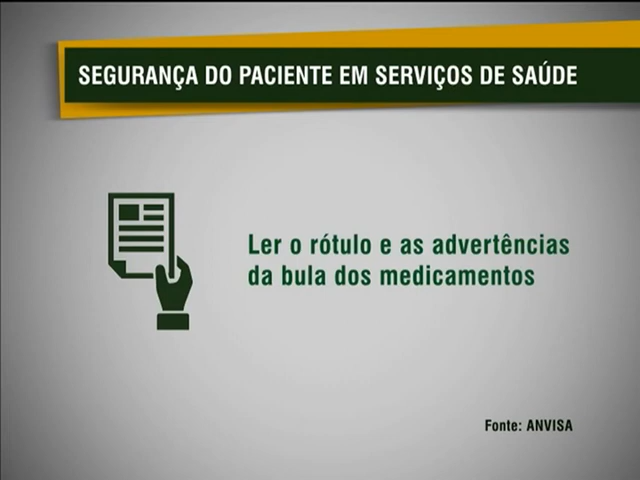 SEGURANÇA DO PACIENTE EM SERVIÇOS DE SAÚDE
Ler o rótulo e as advertências
da bula dos medicamentos
Fonte: ANVISA